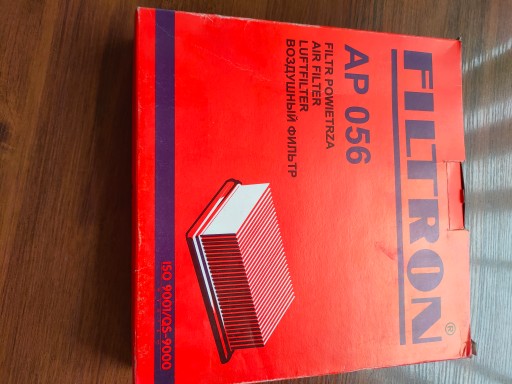 FILTRON®
AP 056
FILTR POWIETRZA
AIR FILTER
LUFTFILTER
ВОЗДУШНЫЙ ФИЛЬТР
ISO 9001/QS-9000